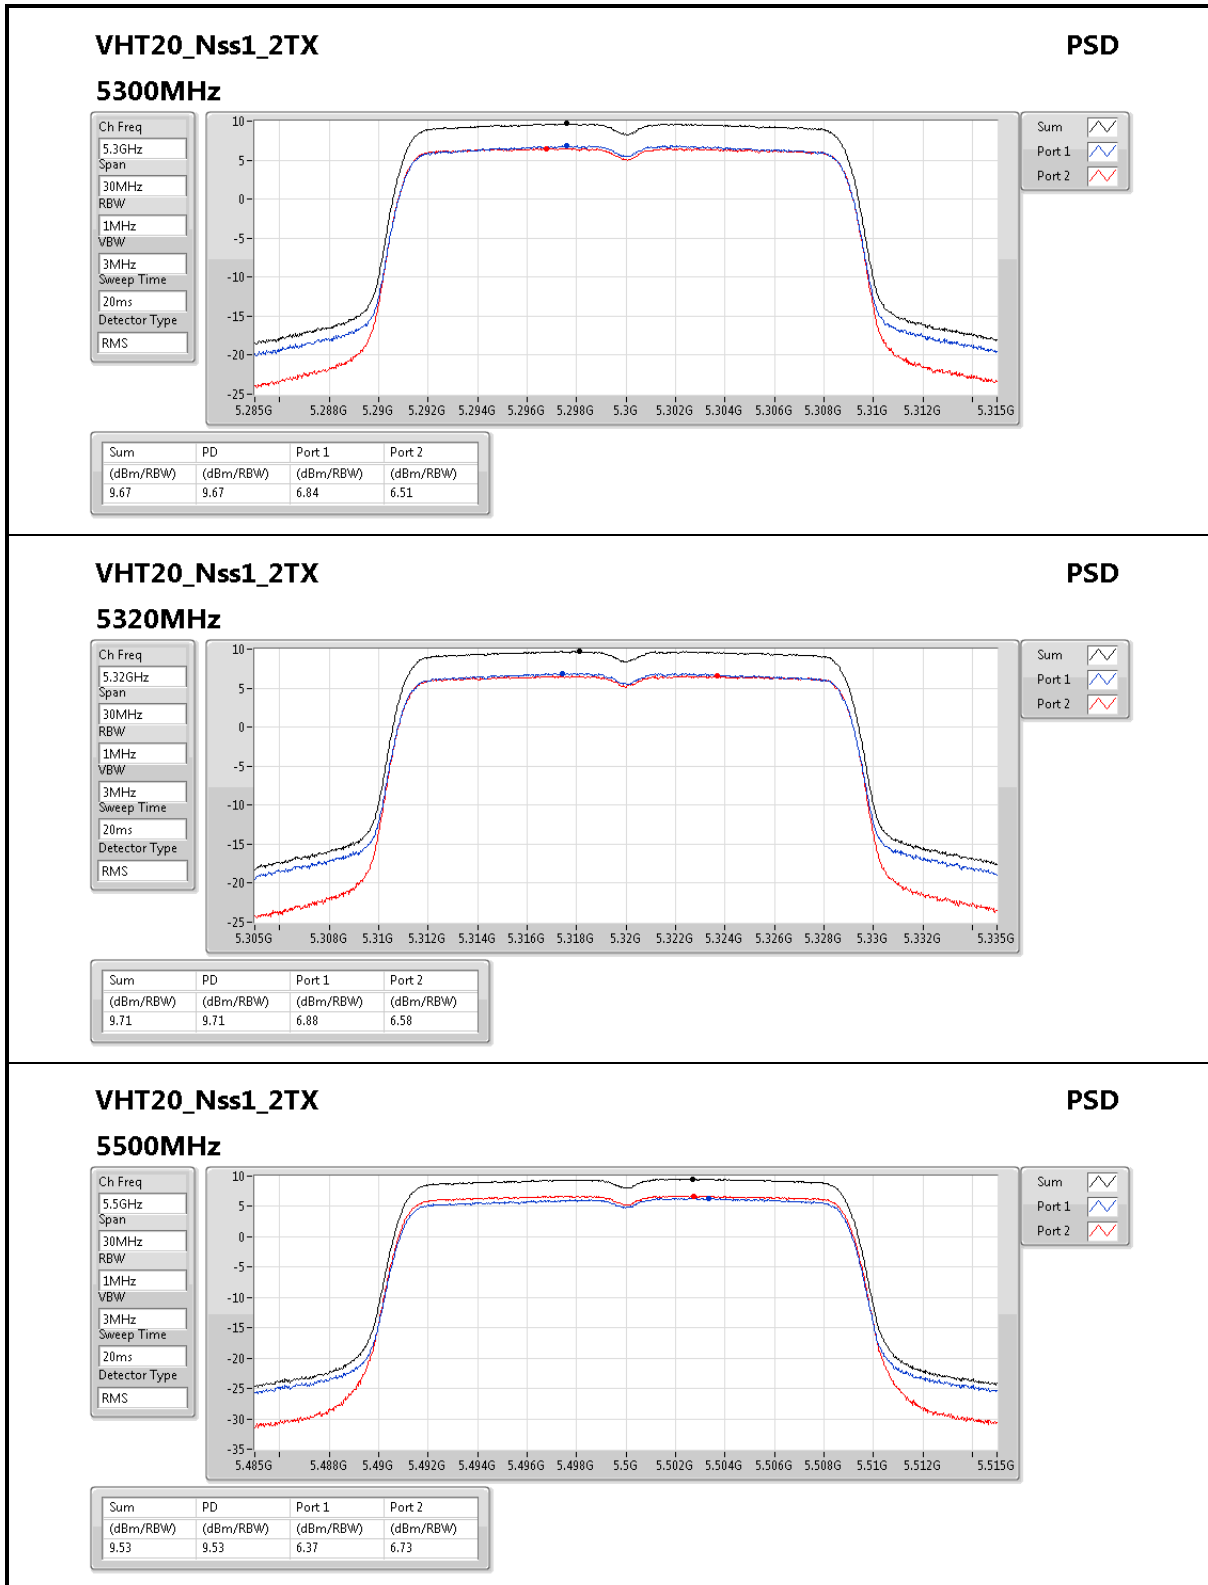 VHT20_Nss1_2TX PSD
5300MHz
Ch Freq
5.3GHz
Span
30MHz
RBW
1MHz
VBW
3MHz
Sweep Time
20ms
Detector Type
RMS
10
5
0
-5
-10
-15
-20
-25
5.285G 5.288G 5.29G 5.292G 5.294G 5.296G 5.298G 5.3G 5.302G 5.304G 5.306G 5.308G 5.31G 5.312G 5.315G
Sum
Port 1
Port 2
Sum PD Port 1 Port 2
(dBm/RBW) (dBm/RBW) (dBm/RBW) (dBm/RBW)
9.67 9.67 6.84 6.51
VHT20_Nss1_2TX PSD
5320MHz
Ch Freq
5.32GHz
Span
30MHz
RBW
1MHz
VBW
3MHz
Sweep Time
20ms
Detector Type
RMS
10
5
0
-5
-10
-15
-20
-25
5.305G 5.308G 5.31G 5.312G 5.314G 5.316G 5.318G 5.32G 5.322G 5.324G 5.326G 5.328G 5.33G 5.332G 5.335G
Sum
Port 1
Port 2
Sum PD Port 1 Port 2
(dBm/RBW) (dBm/RBW) (dBm/RBW) (dBm/RBW)
9.71 9.71 6.88 6.58
VHT20_Nss1_2TX PSD
5500MHz
Ch Freq
5.5GHz
Span
30MHz
RBW
1MHz
VBW
3MHz
Sweep Time
20ms
Detector Type
RMS
10
5
0
-5
-10
-15
-20
-25
-30
-35
5.485G 5.488G 5.49G 5.492G 5.494G 5.496G 5.498G 5.5G 5.502G 5.504G 5.506G 5.508G 5.51G 5.512G 5.515G
Sum
Port 1
Port 2
Sum PD Port 1 Port 2
(dBm/RBW) (dBm/RBW) (dBm/RBW) (dBm/RBW)
9.53 9.53 6.37 6.73